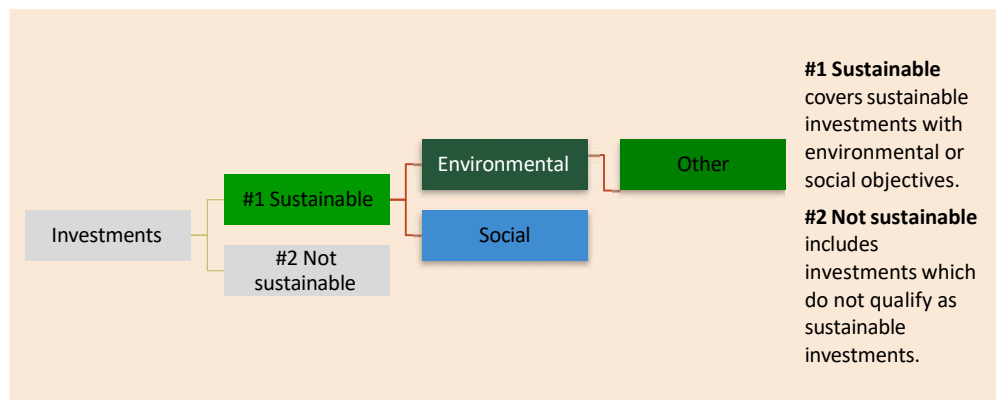 Investments
#1 Sustainable
#2 Not
sustainable
Environmental
Social
Other
#1 Sustainable
covers sustainable
investments with
environmental or
social objectives.
#2 Not sustainable
includes
investments which
do not qualify as
sustainable
investments.